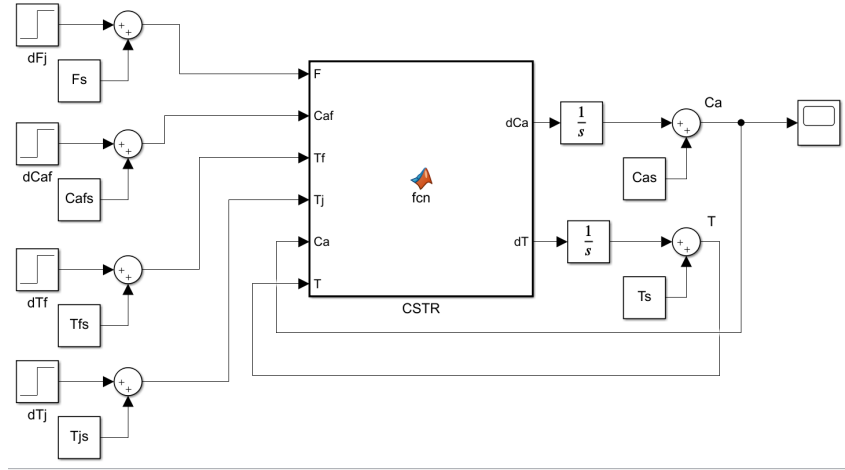 dFj
Fs
dCaf
Cafs
dTf
Tfs
dTj
Tjs
F
Caf
Tf
Tj
Ca
T
fcn
dCa
dT
CSTR
1
s
1
s
Ca
Cas
T
Ts